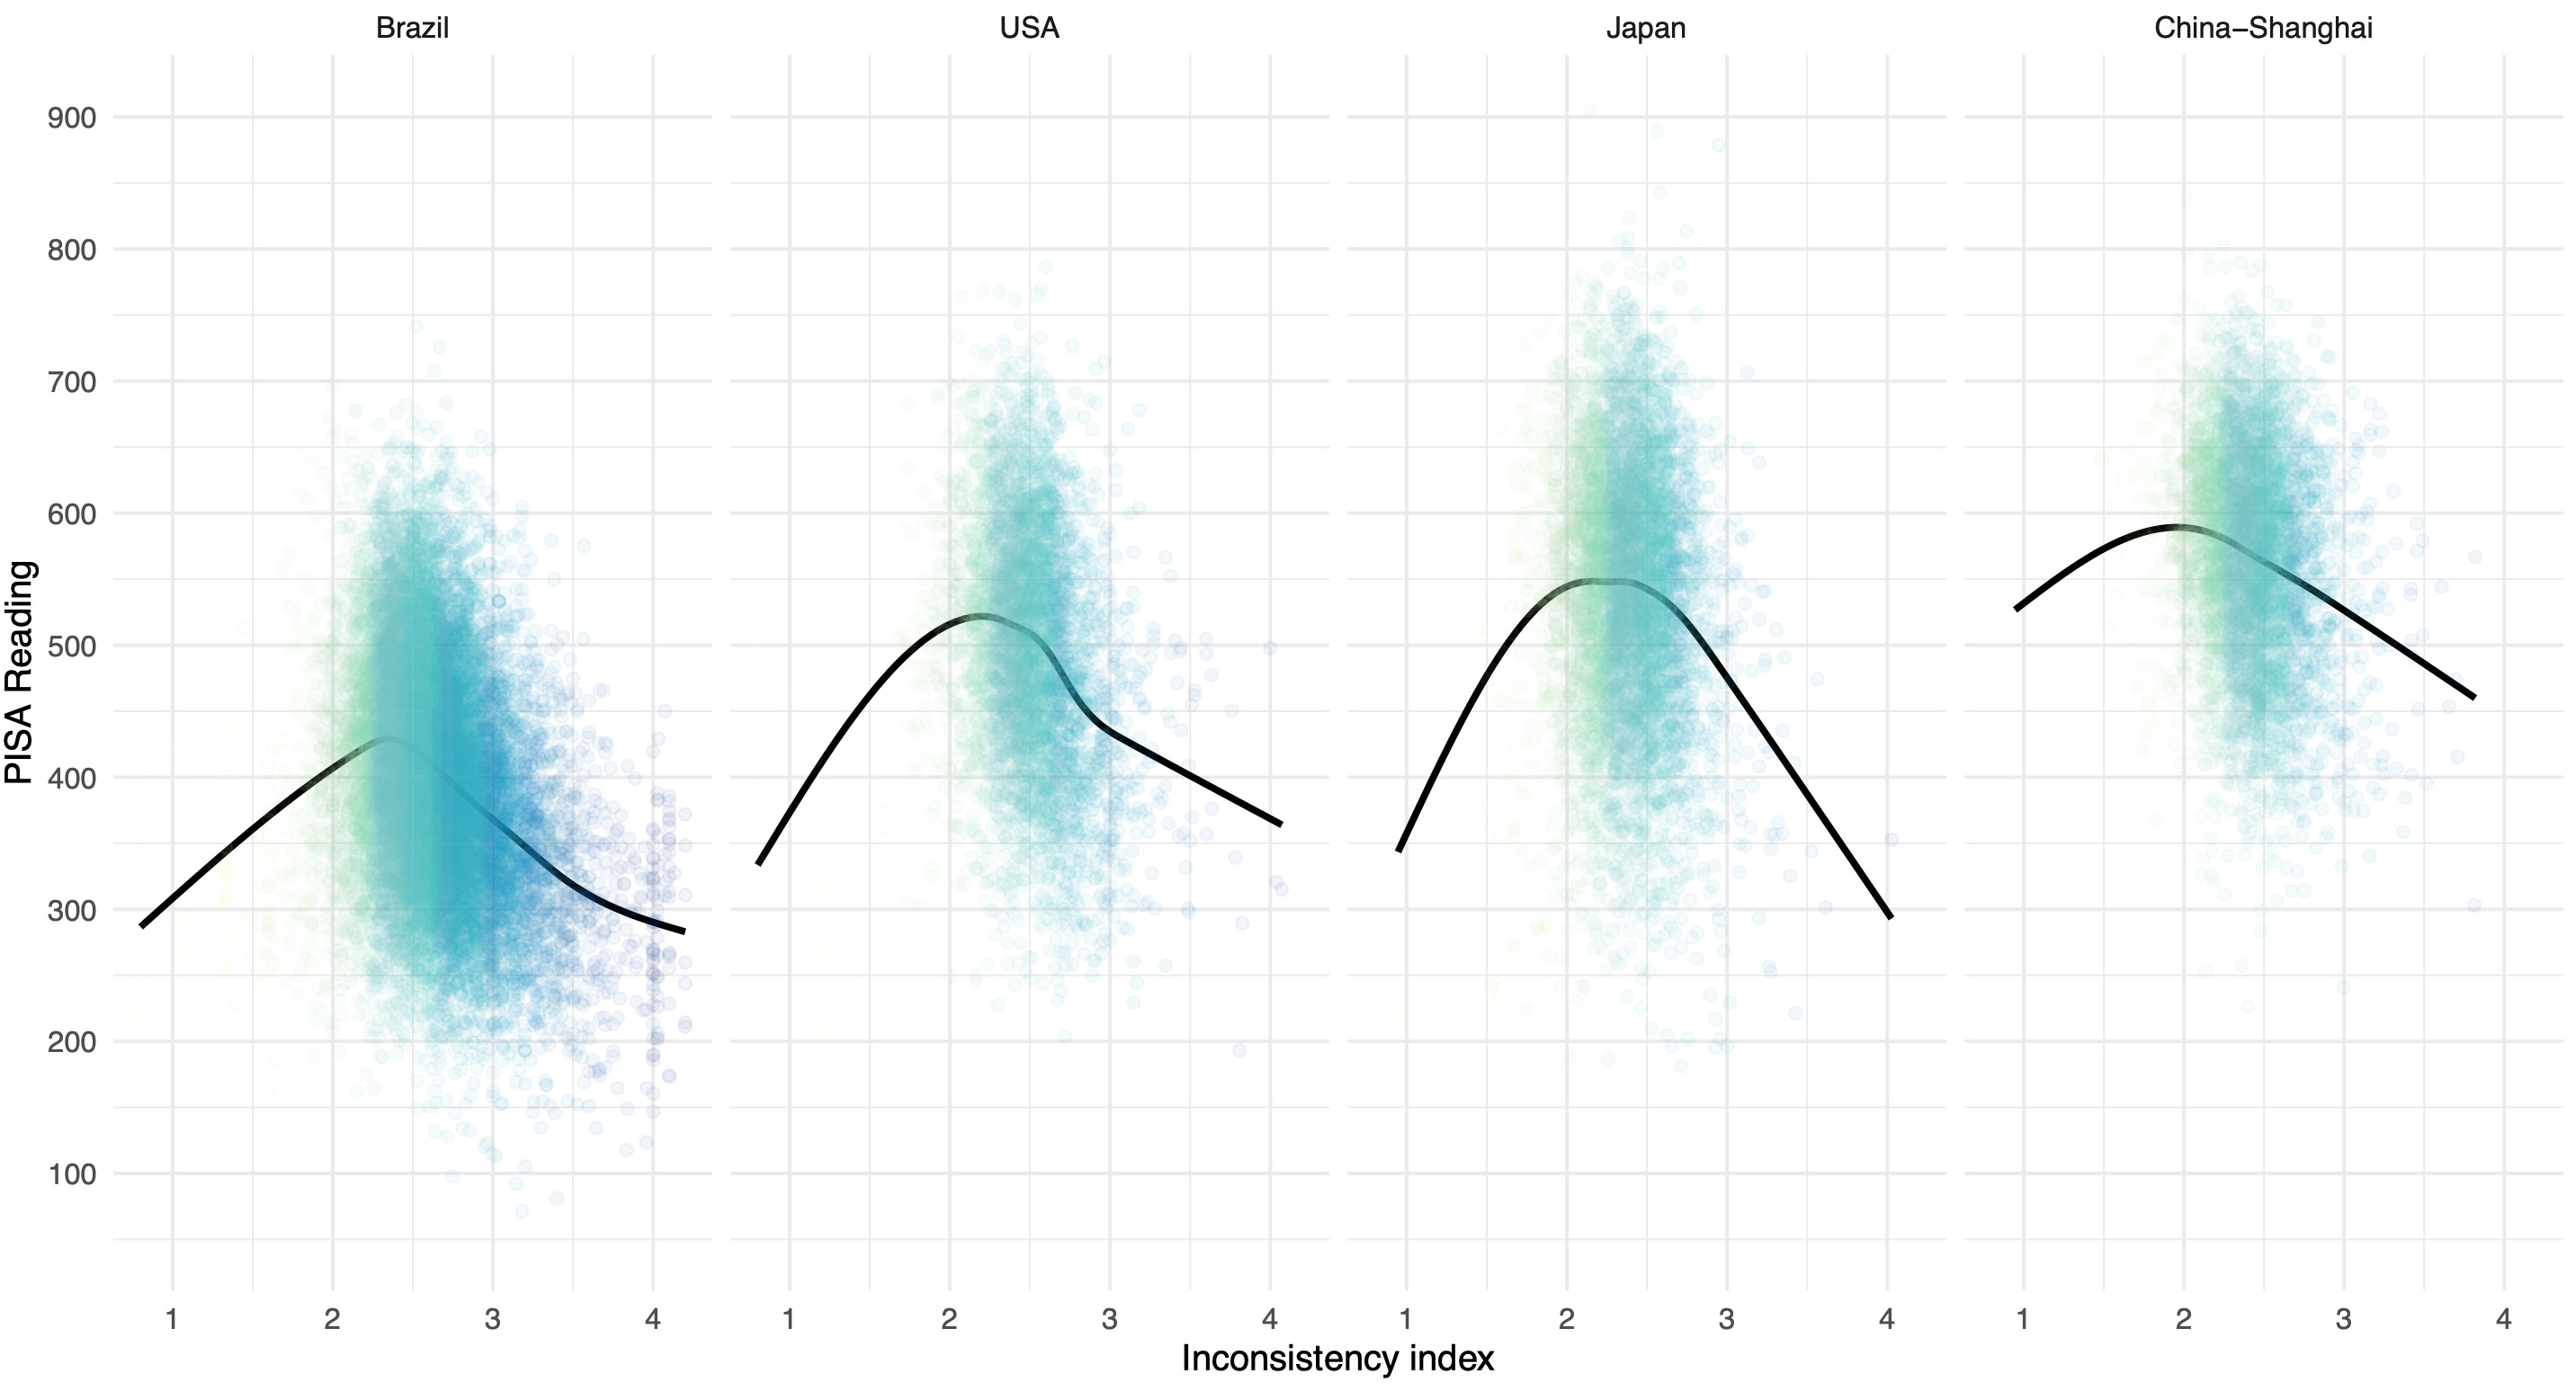 Brazil
USA
Japan
China–Shanghai
PISA Reading
900
800
700
600
500
400
300
200
100
1 2 3 4
1 2 3 4
1 2 3 4
1 2 3 4
Inconsistency index